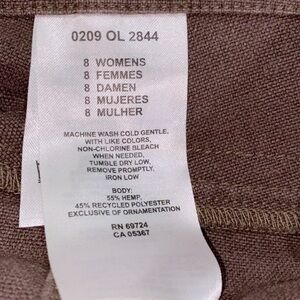 0209 OL 2844
8 WOMENS
8 FEMMES
8 DAMEN
8 MUJERES
8 MULHER
MACHINE WASH COLD GENTLE,
WITH LIKE COLORS,
NON-CHLORINE BLEACH
WHEN NEEDED,
TUMBLE DRY LOW,
REMOVE PROMPTLY,
IRON LOW
BODY:
55% HEMP,
45% RECYCLED POLYESTER
EXCLUSIVE OF ORNAMENTATION
RN 69724
CA 05367